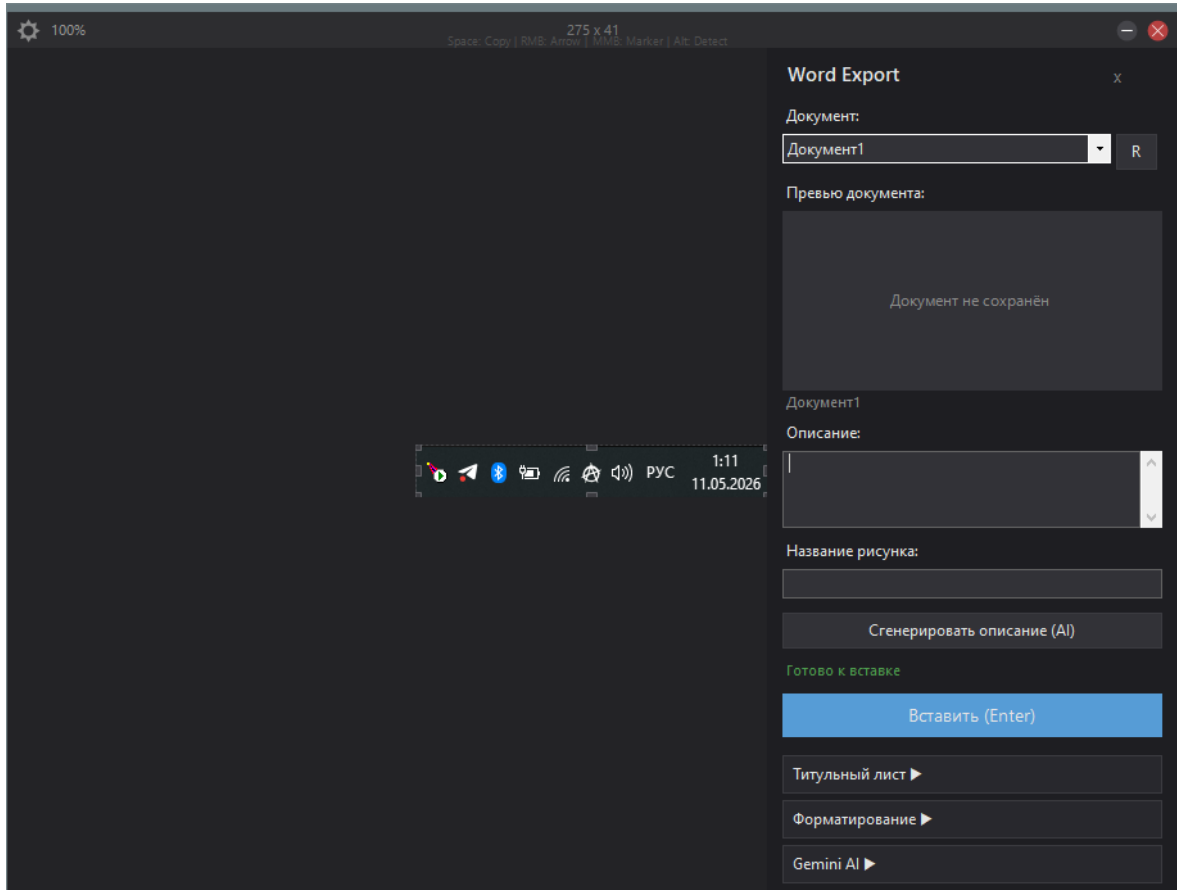 100%
275 x 41
Space: Copy | RMB: Arrow | MMB: Marker | Alt: Detect
Word Export
x
Документ:
Документ1
R
Превью документа:
Документ не сохранён
Документ1
Описание:
РУС
1:11
11.05.2026
Название рисунка:
Сгенерировать описание (AI)
Готово к вставке
Вставить (Enter)
Титульный лист ▶
Форматирование ▶
Gemini AI ▶